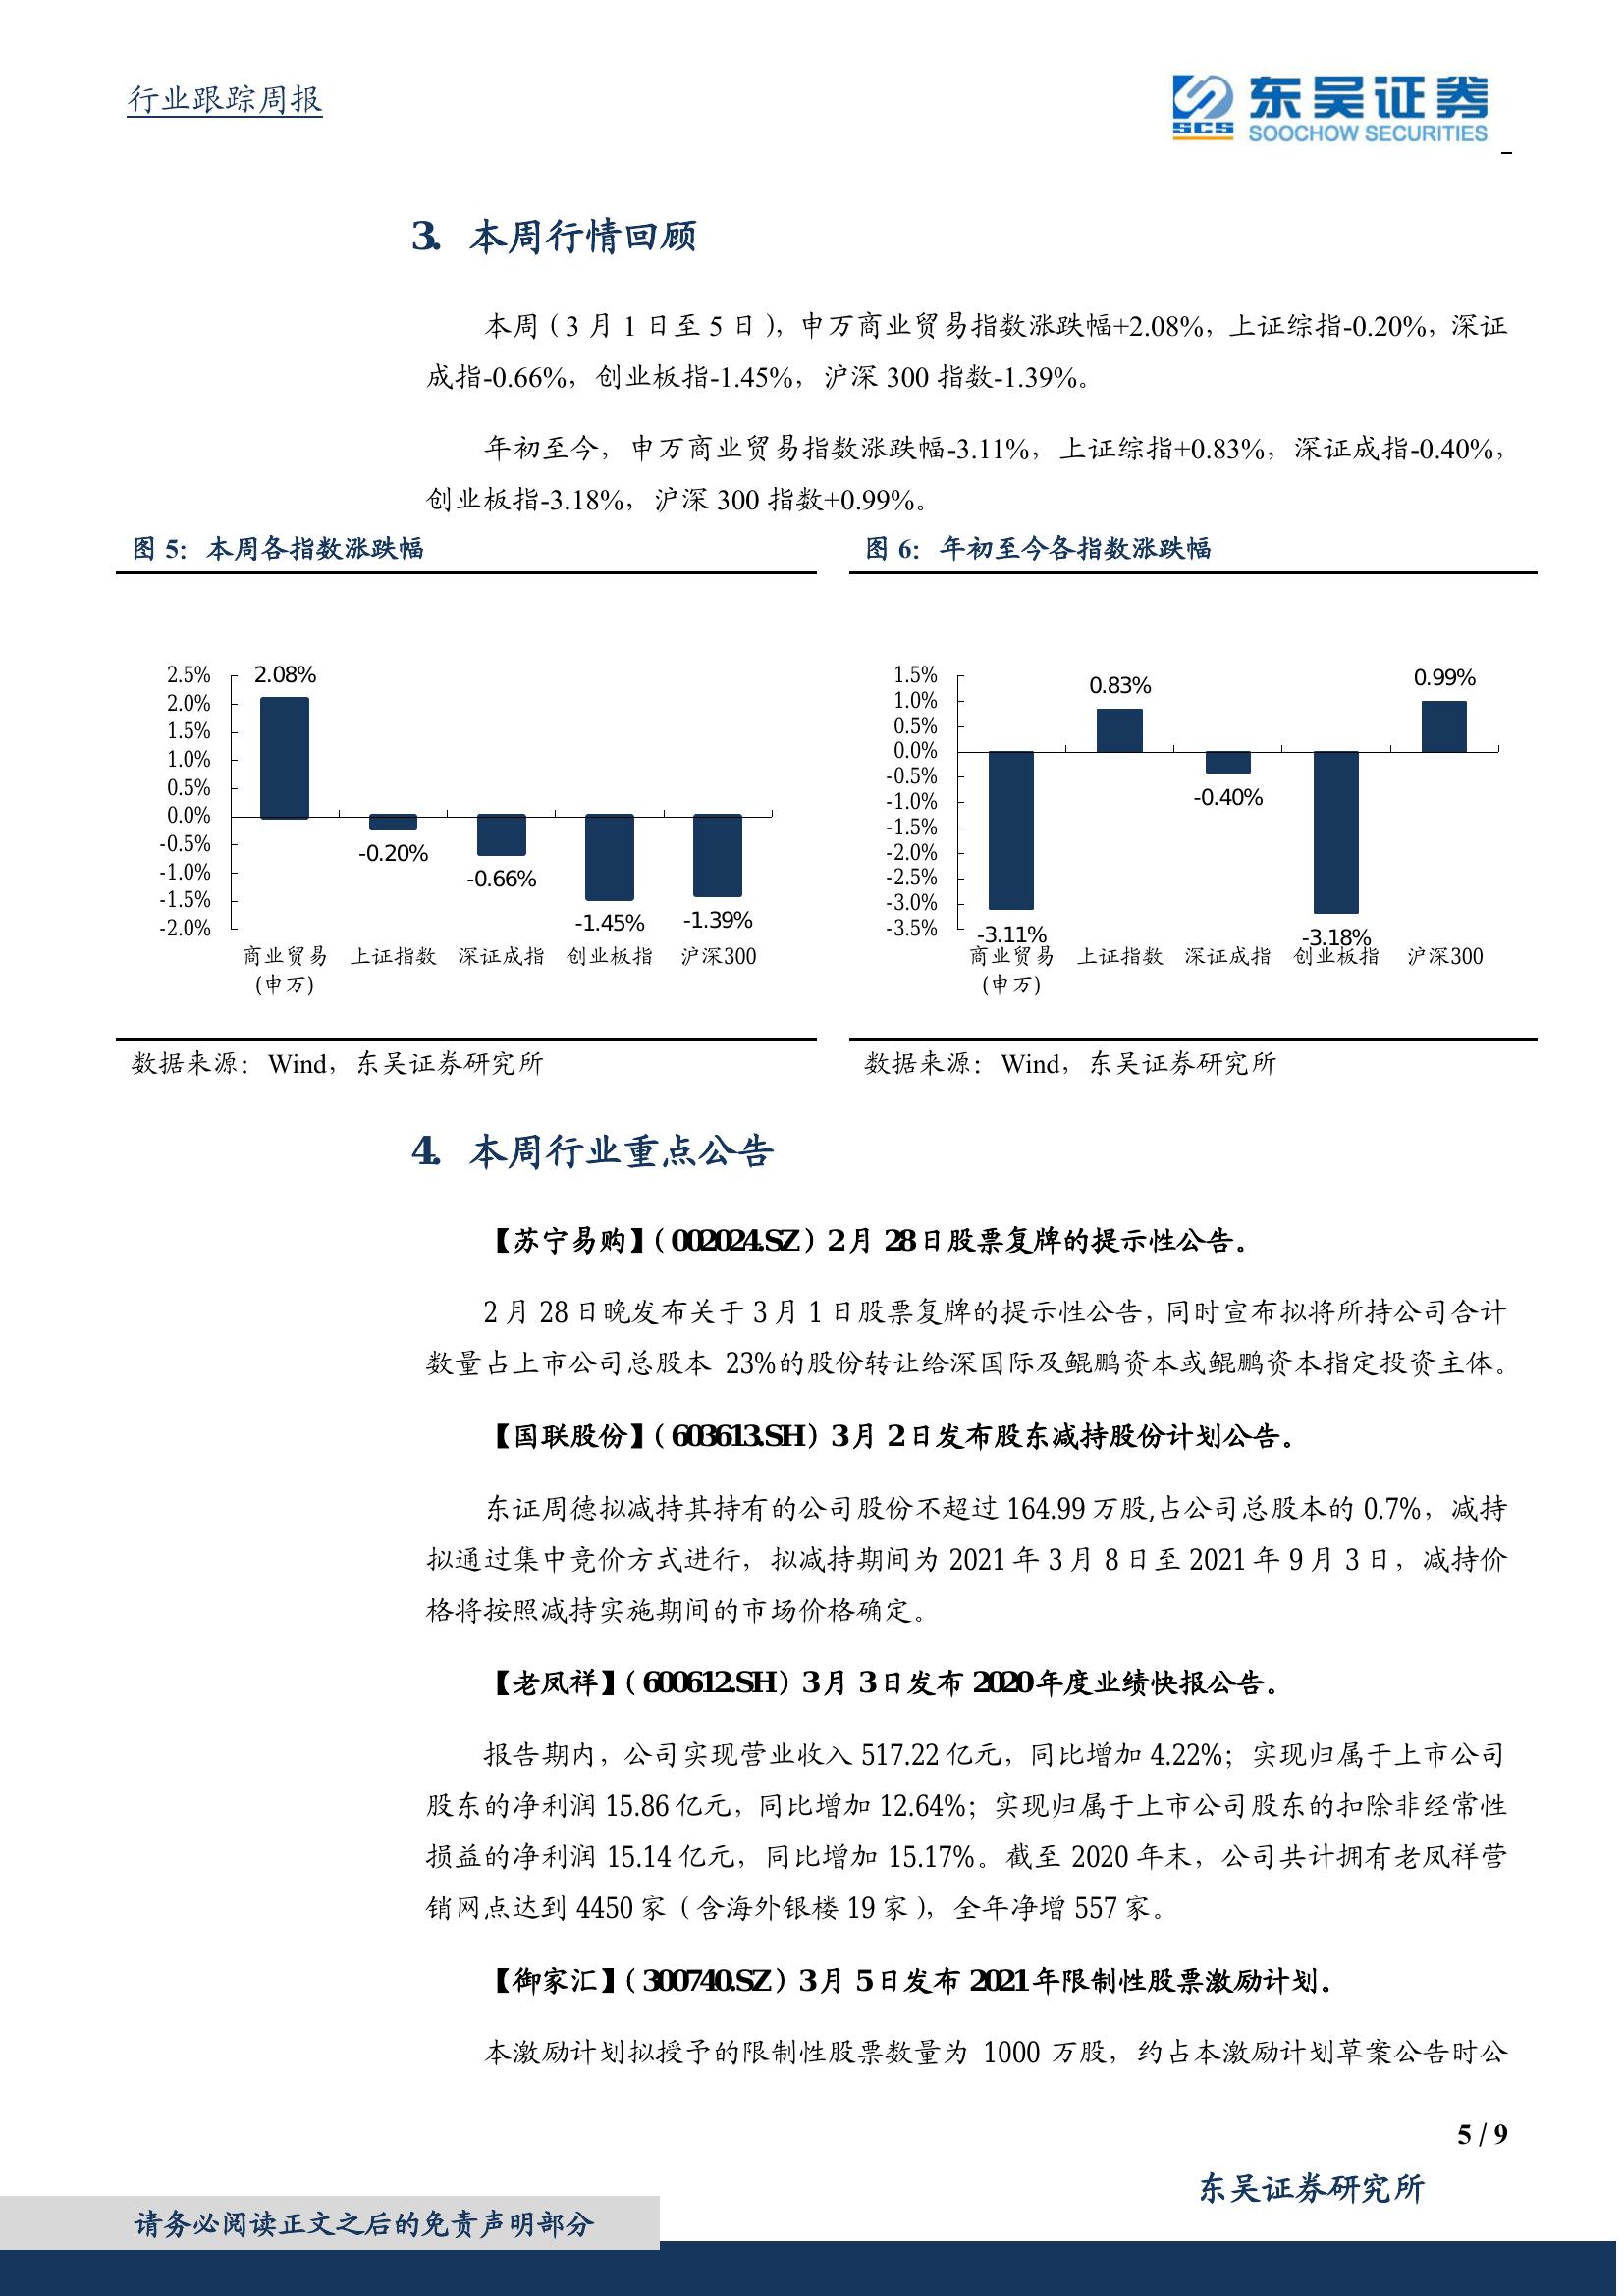 行业跟踪周报
SCS
东吴证券
SOOCHOW SECURITIES
3. 本周行情回顾
本周（3 月 1 日至 5 日），申万商业贸易指数涨跌幅+2.08%，上证综指-0.20%，深证
成指-0.66%，创业板指-1.45%，沪深 300 指数-1.39%。
年初至今，申万商业贸易指数涨跌幅-3.11%，上证综指+0.83%，深证成指-0.40%，
创业板指-3.18%，沪深 300 指数+0.99%。
图 5：本周各指数涨跌幅
2.5%
2.0%
1.5%
1.0%
0.5%
0.0%
-0.5%
-1.0%
-1.5%
-2.0%
2.08%
-0.20%
-0.66%
-1.45%
-1.39%
商业贸易 上证指数 深证成指 创业板指 沪深300
(申万)
数据来源：Wind，东吴证券研究所
图 6：年初至今各指数涨跌幅
1.5%
1.0%
0.5%
0.0%
-0.5%
-1.0%
-1.5%
-2.0%
-2.5%
-3.0%
-3.5%
-3.11%
0.83%
-0.40%
-3.18%
0.99%
商业贸易 上证指数 深证成指 创业板指 沪深300
(申万)
数据来源：Wind，东吴证券研究所
4. 本周行业重点公告
【苏宁易购】（002024.SZ）2 月 28 日股票复牌的提示性公告。
2 月 28 日晚发布关于 3 月 1 日股票复牌的提示性公告，同时宣布拟将所持公司合计
数量占上市公司总股本 23%的股份转让给深国际及鲲鹏资本或鲲鹏资本指定投资主体。
【国联股份】（603613.SH）3 月 2 日发布股东减持股份计划公告。
东证周德拟减持其持有的公司股份不超过 164.99 万股,占公司总股本的 0.7%，减持
拟通过集中竞价方式进行，拟减持期间为 2021 年 3 月 8 日至 2021 年 9 月 3 日，减持价
格将按照减持实施期间的市场价格确定。
【老凤祥】（600612.SH）3 月 3 日发布 2020 年度业绩快报公告。
报告期内，公司实现营业收入 517.22 亿元，同比增加 4.22%；实现归属于上市公司
股东的净利润 15.86 亿元，同比增加 12.64%；实现归属于上市公司股东的扣除非经常性
损益的净利润 15.14 亿元，同比增加 15.17%。截至 2020 年末，公司共计拥有老凤祥营
销网点达到 4450 家（含海外银楼 19 家），全年净增 557 家。
【御家汇】（300740.SZ）3 月 5 日发布 2021 年限制性股票激励计划。
本激励计划拟授予的限制性股票数量为 1000 万股，约占本激励计划草案公告时公
5 / 9
东吴证券研究所
请务必阅读正文之后的免责声明部分